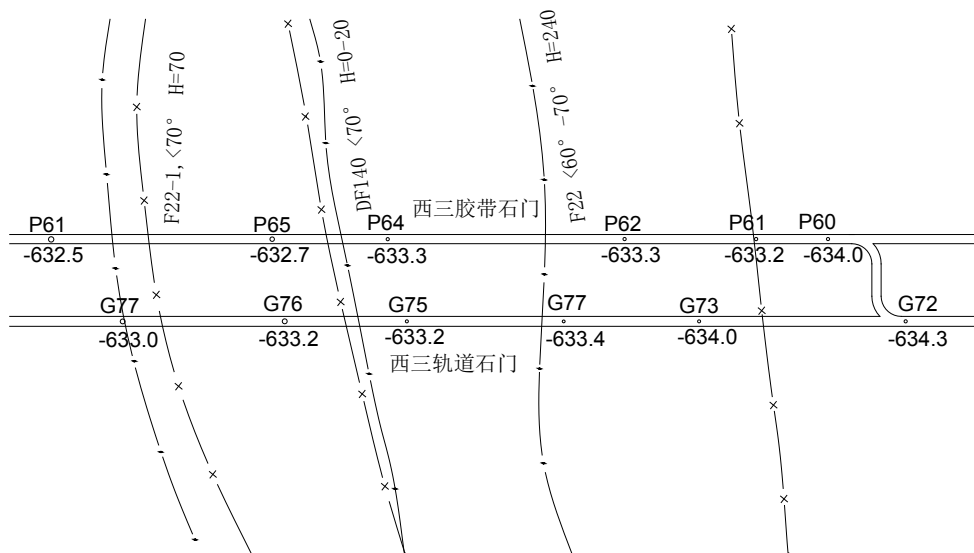 F22-1,<70° H=70
DF140 <70° H=0-20
F22 <60° -70° H=240
西三胶带石门
P61
P65
P64
P62
P61
P60
-632.5
-632.7
-633.3
-633.3
-633.2
-634.0
G77
G76
G75
G77
G73
G72
-633.0
-633.2
-633.2
-633.4
-634.0
-634.3
西三轨道石门